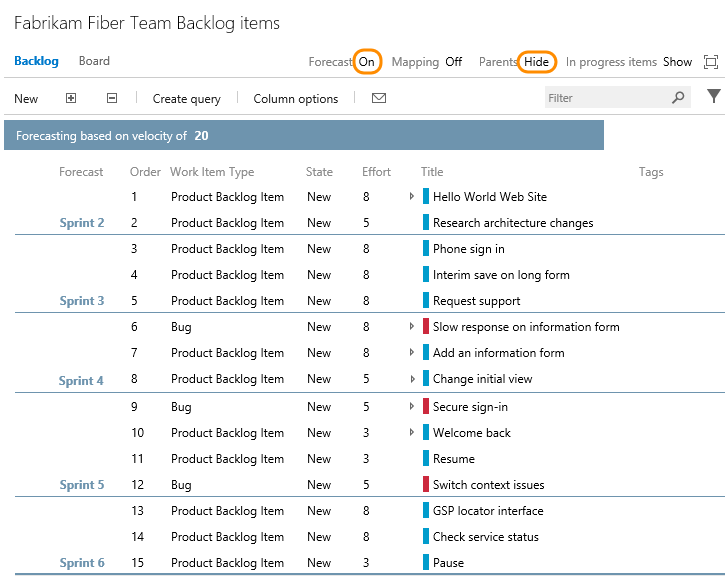 Fabrikam Fiber Team Backlog items
Backlog Board Forecast On Mapping Off Parents Hide In progress items Show
New Create query Column options Filter
Forecasting based on velocity of 20
Forecast Order Work Item Type State Effort Title Tags
1 Product Backlog Item New 8 Hello World Web Site
Sprint 2 2 Product Backlog Item New 5 Research architecture changes
3 Product Backlog Item New 8 Phone sign in
4 Product Backlog Item New 8 Interim save on long form
Sprint 3 5 Product Backlog Item New 8 Request support
6 Bug New 8 Slow response on information form
7 Product Backlog Item New 8 Add an information form
Sprint 4 8 Product Backlog Item New 5 Change initial view
9 Bug New 5 Secure sign-in
10 Product Backlog Item New 3 Welcome back
11 Product Backlog Item New 3 Resume
Sprint 5 12 Bug New 5 Switch context issues
13 Product Backlog Item New 8 GSP locator interface
14 Product Backlog Item New 8 Check service status
Sprint 6 15 Product Backlog Item New 3 Pause